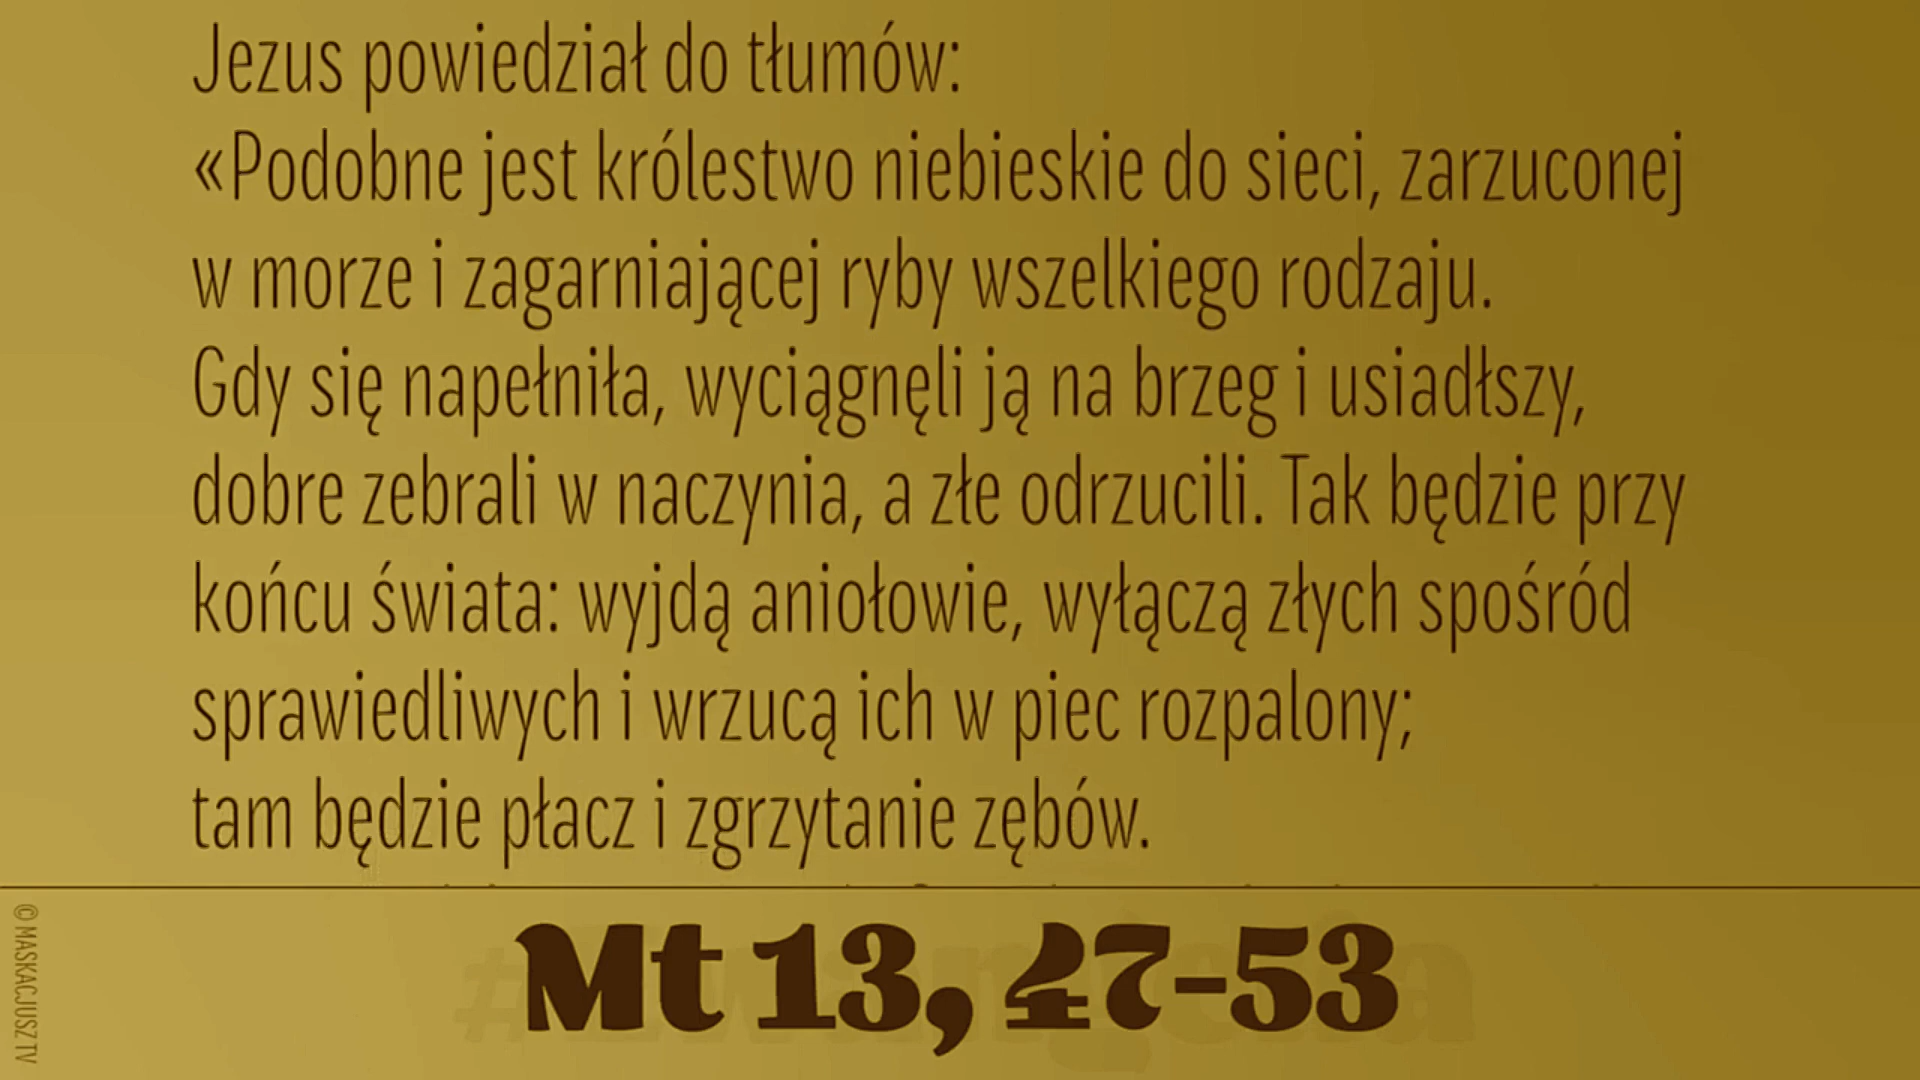 Jezus powiedział do tłumów:
«Podobne jest królestwo niebieskie do sieci, zarzuconej
w morze i zagarniającej ryby wszelkiego rodzaju.
Gdy się napełniła, wyciągnęli ją na brzeg i usiadłszy,
dobre zebrali w naczynia, a złe odrzucili. Tak będzie przy
końcu świata: wyjdą aniołowie, wyłączą złych spośród
sprawiedliwych i wrzucą ich w piec rozpalony;
tam będzie płacz i zgrzytanie zębów.
Mt 13, 47-53
© MASKACJUSZ TV